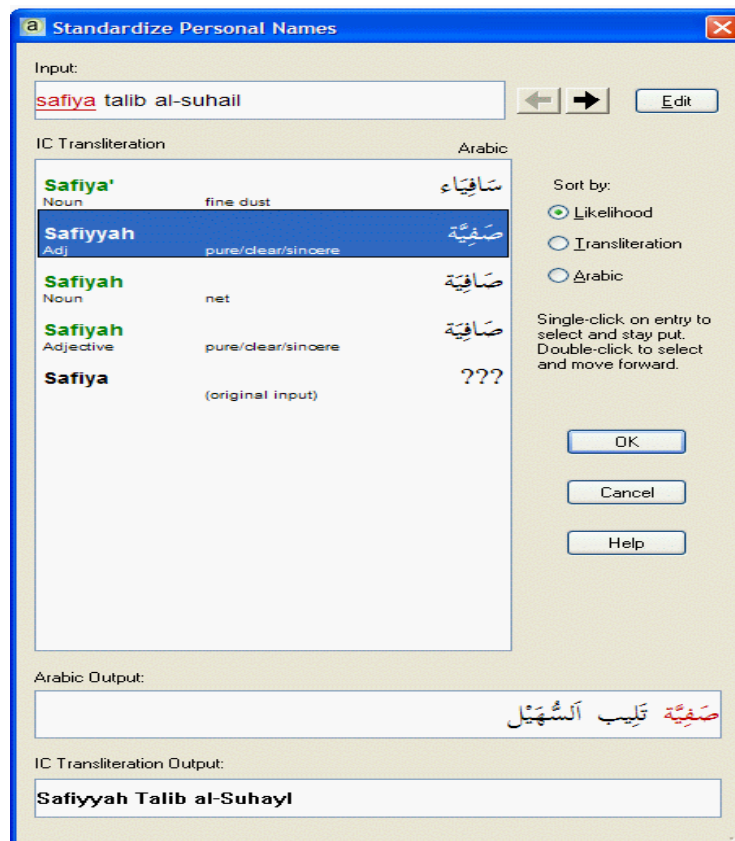 a Standardize Personal Names
Input:
safiya talib al-suhail
Edit
IC Transliteration Arabic
Safiya' سَافِيَاء
Noun fine dust
Safiyyah صَفِيَّة
Adj pure/clear/sincere
Safiyah صَافِيَة
Noun net
Safiyah صَافِيَة
Adjective pure/clear/sincere
Safiya ???
(original input)
Sort by:
Likelihood
Transliteration
Arabic
Single-click on entry to
select and stay put.
Double-click to select
and move forward.
OK
Cancel
Help
Arabic Output:
صَفِيَّة تَلِيب اَلسُّهَيْل
IC Transliteration Output:
Safiyyah Talib al-Suhayl